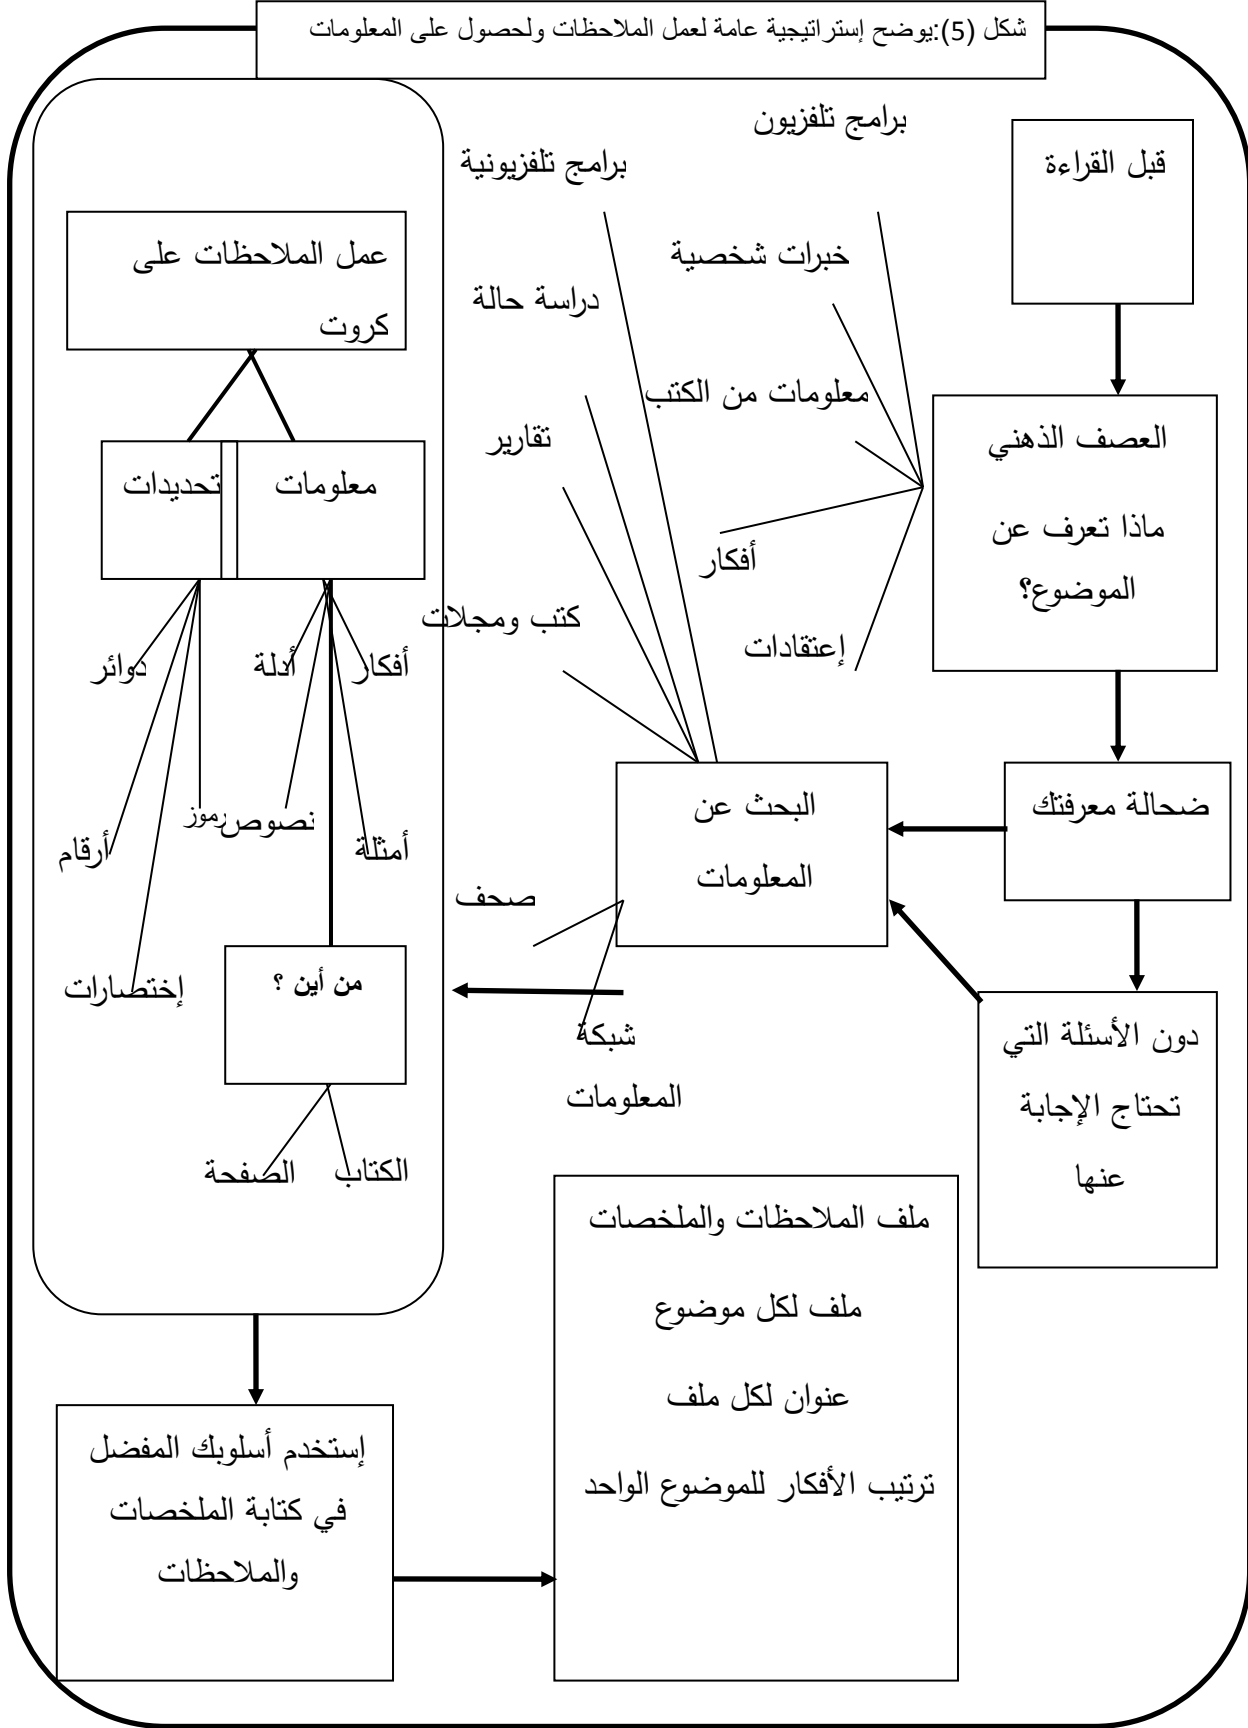 شكل (5):يوضح إستراتيجية عامة لعمل الملاحظات ولحصول على المعلومات
قبل القراءة
العصف الذهني
ماذا تعرف عن
الموضوع؟
برامج تلفزيون
خبرات شخصية
معلومات من الكتب
أفكار
إعتقادات
ضحالة معرفتك
دون الأسئلة التي
تحتاج الإجابة
عنها
البحث عن
المعلومات
برامج تلفزيونية
دراسة حالة
تقارير
كتب ومجلات
صحف
شبكة
المعلومات
عمل الملاحظات على
كروت
معلومات
تحديدات
أفكار
أدلة
أمثلة
نصوص
دوائر
رموز
أرقام
إختصارات
من أين ؟
الكتاب
الصفحة
إستخدم أسلوبك المفضل
في كتابة الملخصات
والملاحظات
ملف الملاحظات والملخصات
ملف لكل موضوع
عنوان لكل ملف
ترتيب الأفكار للموضوع الواحد